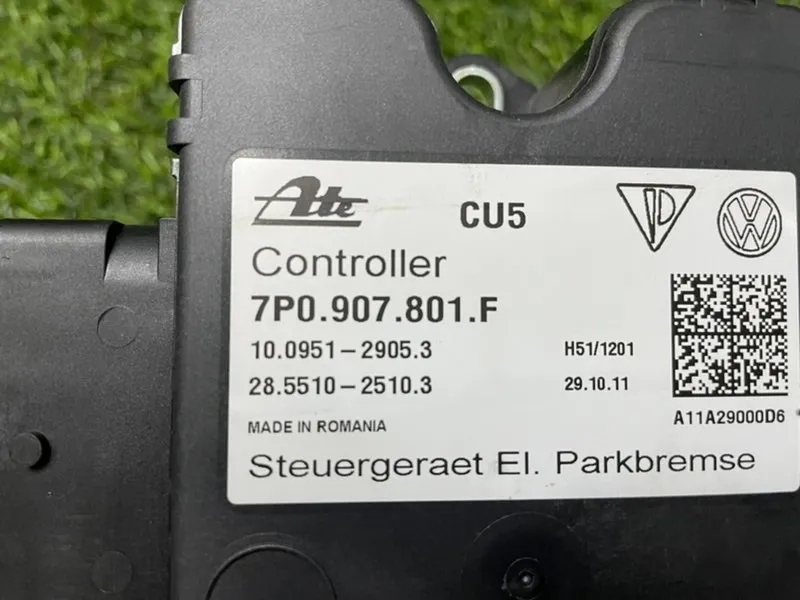 Ate CU5
Controller
7P0.907.801.F
10.0951-2905.3 H51/1201
28.5510-2510.3 29.10.11
A11A29000D6
MADE IN ROMANIA
Steuergeraet El. Parkbremse